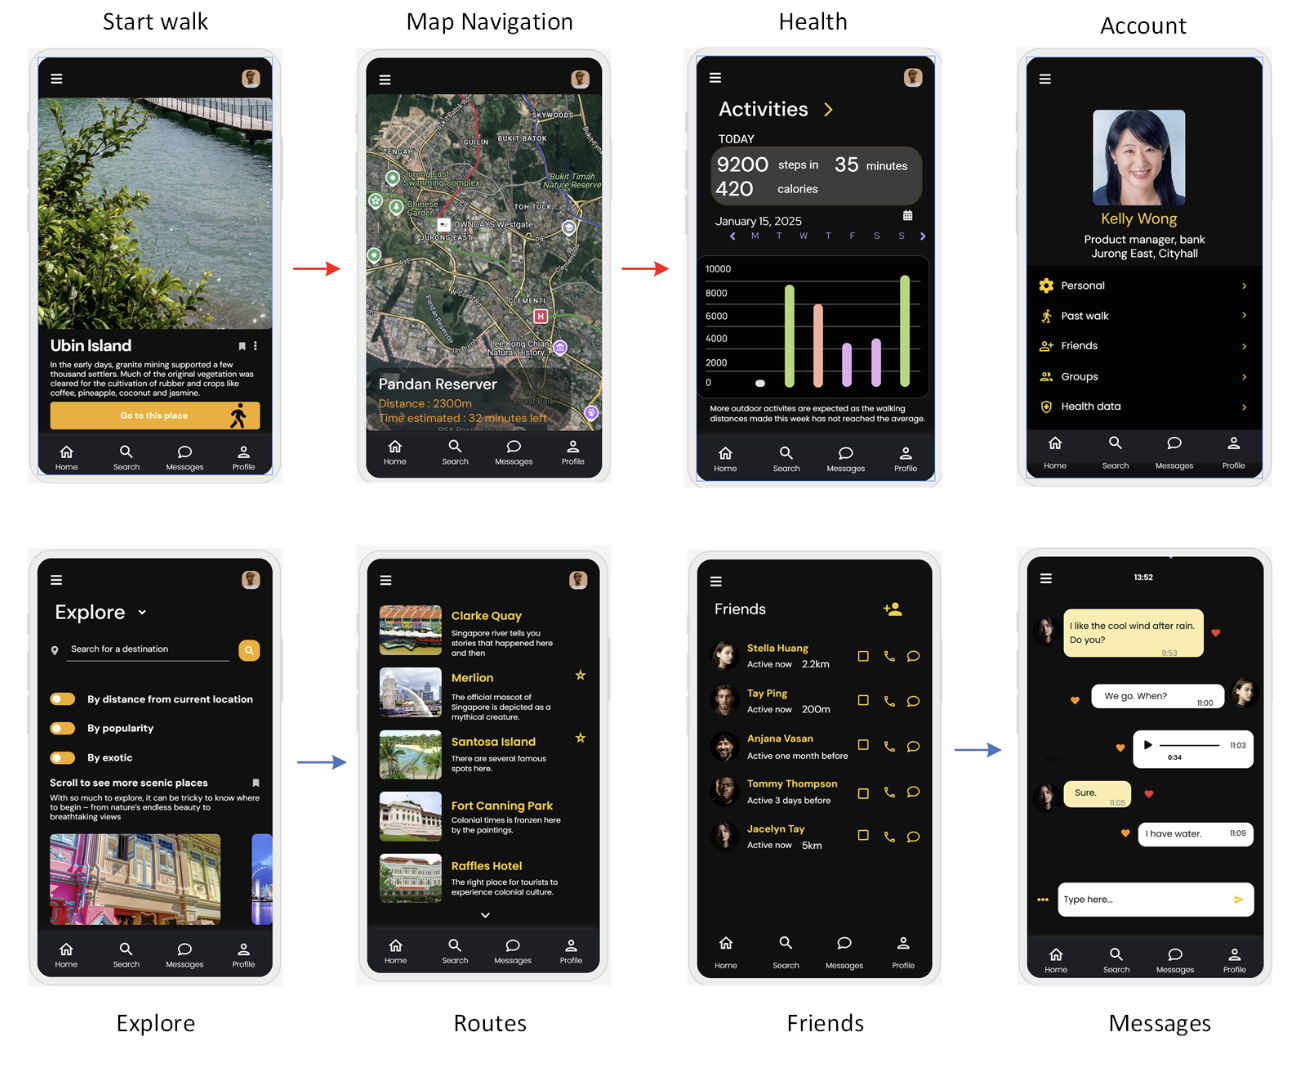 Start walk
Map Navigation
Health
Account
Ubin Island
In the early days, granite mining supported a few
thousand settlers. Much of the original vegetation was
cleared for the cultivation of rubber and crops like
coffee, pineapple, coconut and jasmine.
Go to this place
Home
Search
Messages
Profile
SKYWOODS
GUILIN
BUKIT BATOK
TENGAH
Jurong East
Swimming Complex
Bukit Timah
Nature Reserve
Chinese
Garden
TOH TUCK
OWNDAYS Westgate
JURONG EAST
AYE
CLEMENTI
Pandan Reservoir
Lee Kong Chian
Natural History
Pandan Reserver
Distance : 2300m
Time estimated : 32 minutes left
Home
Search
Messages
Profile
Activities
TODAY
9200 steps in 35 minutes
420 calories
January 15, 2025
M T W T F S S
10000
8000
6000
4000
2000
0
More outdoor activites are expected as the walking
distances made this week has not reached the average.
Home
Search
Messages
Profile
Kelly Wong
Product manager, bank
Jurong East, Cityhall
Personal
Past walk
Friends
Groups
Health data
Home
Search
Messages
Profile
Explore
Search for a destination
By distance from current location
By popularity
By exotic
Scroll to see more scenic places
With so much to explore, it can be tricky to know where
to begin – from nature's endless beauty to
breathtaking views
Home
Search
Messages
Profile
Clarke Quay
Singapore river tells you
stories that happened here
and then
Merlion
The official mascot of
Singapore is depicted as a
mythical creature.
Santosa Island
There are several famous
spots here.
Fort Canning Park
Colonial times is fronzen here
by the paintings.
Raffles Hotel
The right place for tourists to
experience colonial culture.
Home
Search
Messages
Profile
Friends
Stella Huang
Active now 2.2km
Tay Ping
Active now 200m
Anjana Vasan
Active one month before
Tommy Thompson
Active 3 days before
Jacelyn Tay
Active now 5km
Home
Search
Messages
Profile
13:52
I like the cool wind after rain.
Do you?
9:53
We go. When?
11:00
11:03
0:34
Sure.
11:05
I have water.
11:09
Type here...
Home
Search
Messages
Profile
Explore
Routes
Friends
Messages